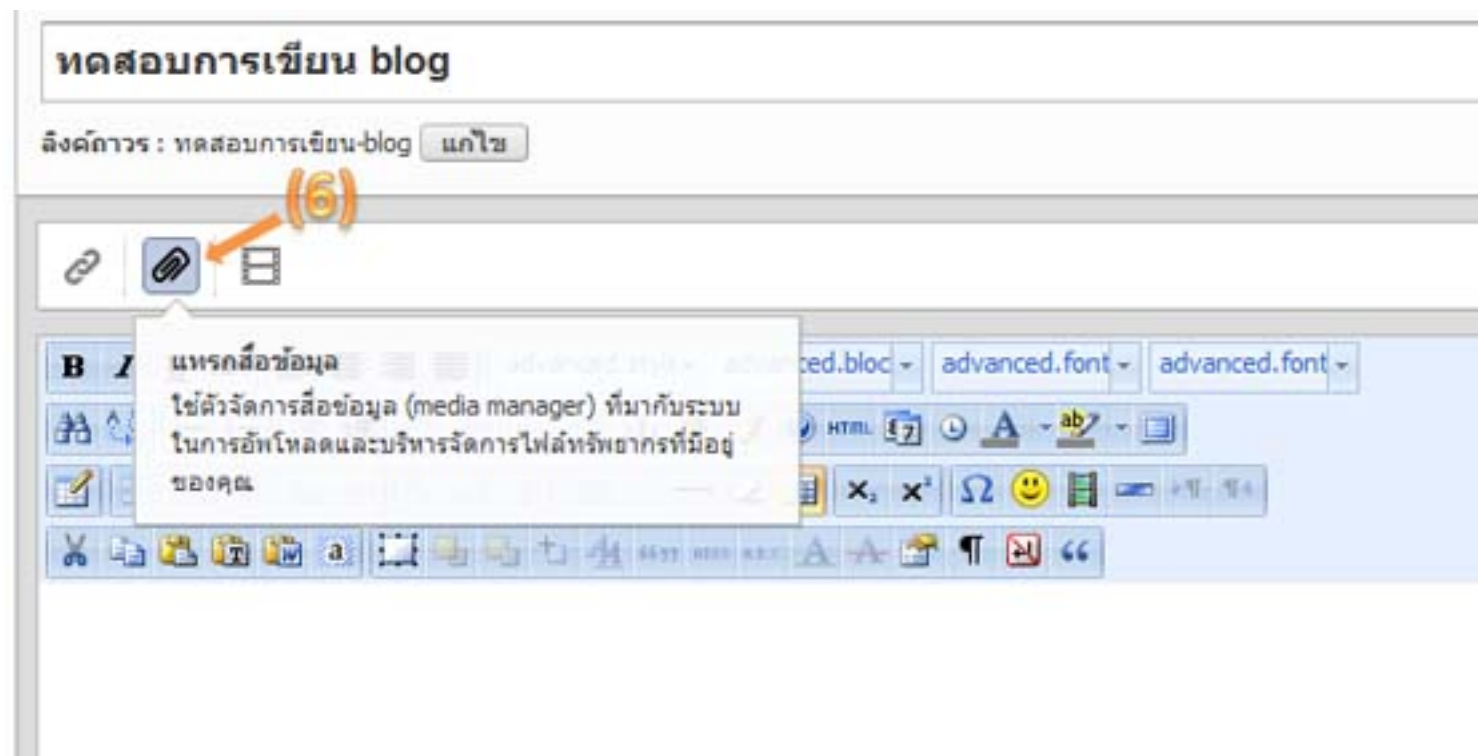 ทดสอบการเขียน blog
ลิงค์ถาวร : ทดสอบการเขียน-blog แก้ไข
(6)
แทรกสื่อข้อมูล
ใช้ตัวจัดการสื่อข้อมูล (media manager) ที่มากับระบบ
ในการอัพโหลดและบริหารจัดการไฟล์ทรัพยากรที่มีอยู่
ของคุณ
B I ced.bloc advanced.font advanced.font
HTML A ab
x₂ x² Ω
T W a A A ¶